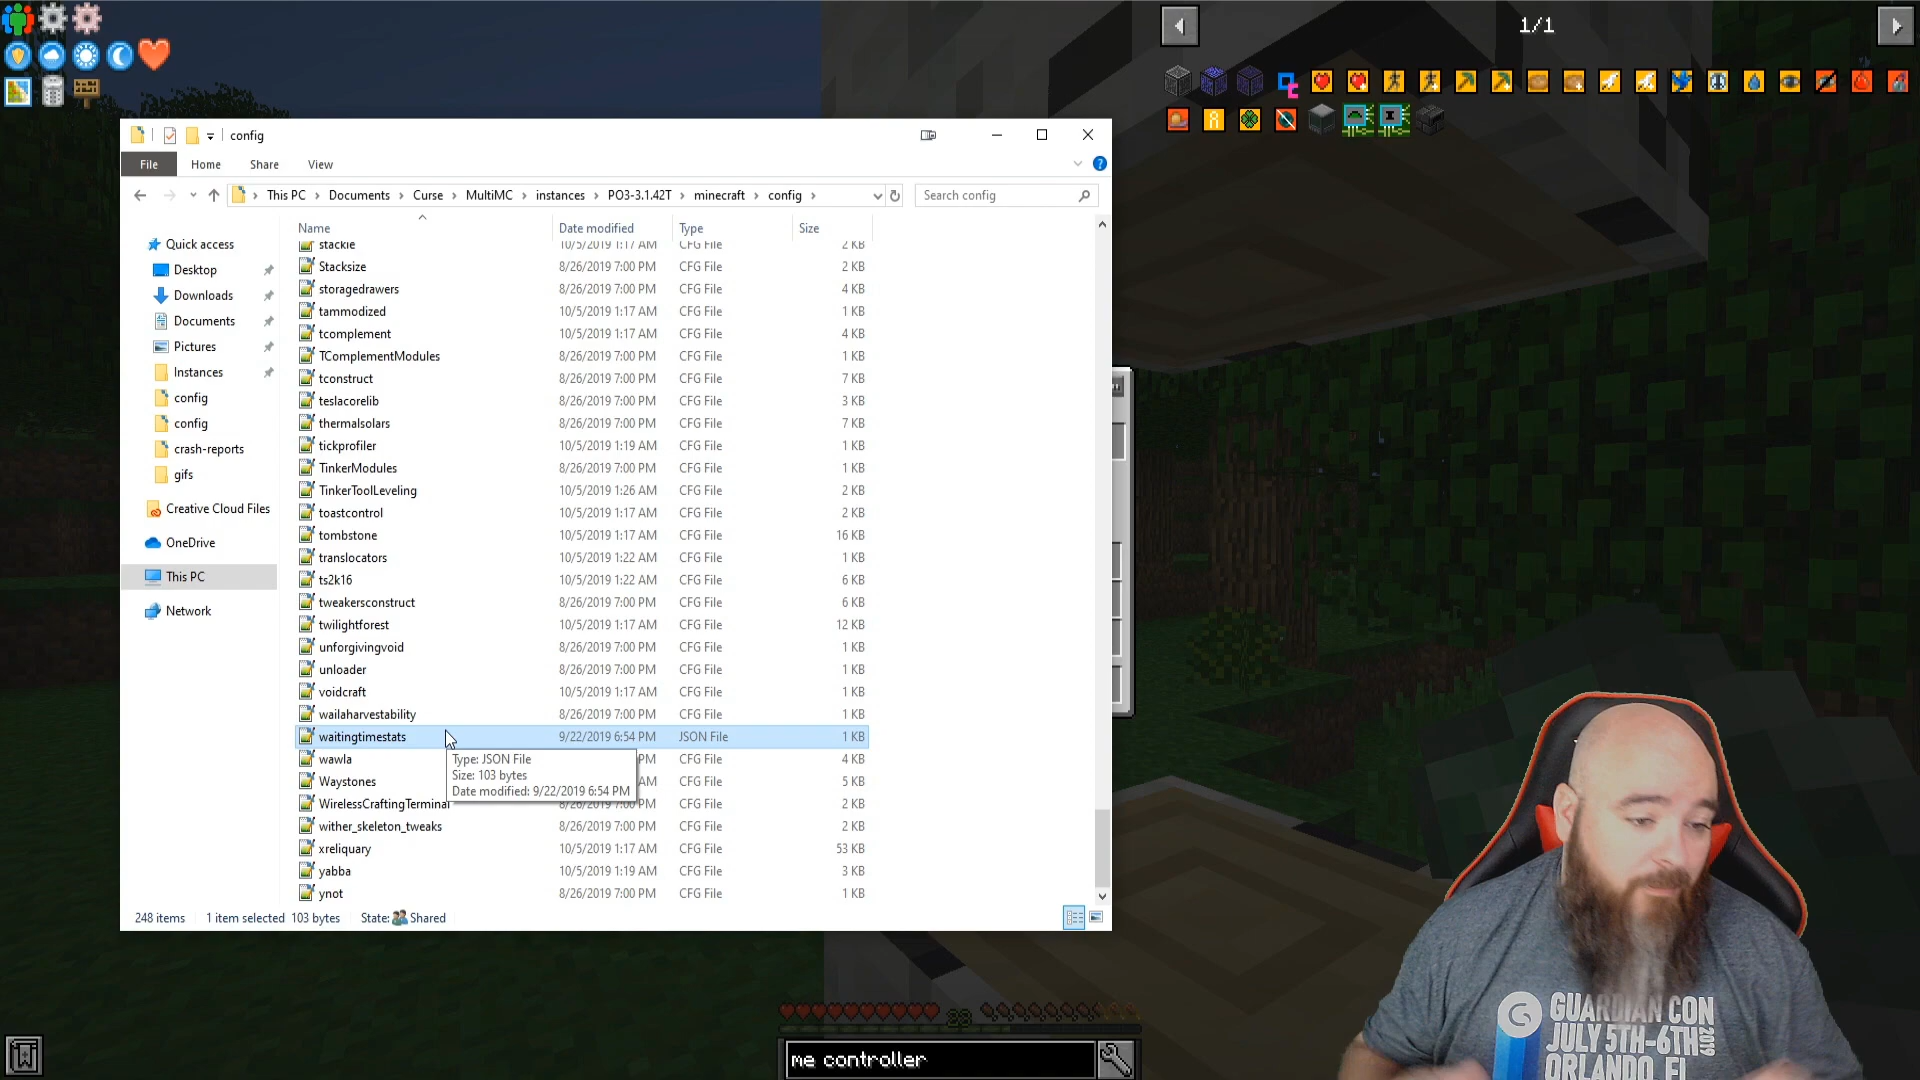 1/1
config
File Home Share View
This PC Documents Curse MultiMC instances PO3-3.1.42T minecraft config
Search config
Name Date modified Type Size
Quick access
Desktop
Downloads
Documents
Pictures
Instances
config
config
crash-reports
gifs
Creative Cloud Files
OneDrive
This PC
Network
stackie 10/5/2019 1:17 AM CFG File 2 KB
Stacksize 8/26/2019 7:00 PM CFG File 2 KB
storagedrawers 8/26/2019 7:00 PM CFG File 4 KB
tammodized 10/5/2019 1:17 AM CFG File 1 KB
tcomplement 10/5/2019 1:17 AM CFG File 4 KB
TComplementModules 8/26/2019 7:00 PM CFG File 1 KB
tconstruct 8/26/2019 7:00 PM CFG File 7 KB
teslacorelib 8/26/2019 7:00 PM CFG File 3 KB
thermalsolars 8/26/2019 7:00 PM CFG File 7 KB
tickprofiler 10/5/2019 1:19 AM CFG File 1 KB
TinkerModules 8/26/2019 7:00 PM CFG File 1 KB
TinkerToolLeveling 10/5/2019 1:26 AM CFG File 2 KB
toastcontrol 10/5/2019 1:17 AM CFG File 2 KB
tombstone 10/5/2019 1:17 AM CFG File 16 KB
translocators 10/5/2019 1:22 AM CFG File 1 KB
ts2k16 10/5/2019 1:22 AM CFG File 6 KB
tweakersconstruct 8/26/2019 7:00 PM CFG File 6 KB
twilightforest 10/5/2019 1:17 AM CFG File 12 KB
unforgivingvoid 8/26/2019 7:00 PM CFG File 1 KB
unloader 8/26/2019 7:00 PM CFG File 1 KB
voidcraft 10/5/2019 1:17 AM CFG File 1 KB
wailaharvestability 8/26/2019 7:00 PM CFG File 1 KB
waitingtimestats 9/22/2019 6:54 PM JSON File 1 KB
wawla PM CFG File 4 KB
Waystones AM CFG File 5 KB
WirelessCraftingTerminal 8/26/2019 7:00 PM CFG File 2 KB
wither_skeleton_tweaks 8/26/2019 7:00 PM CFG File 2 KB
xreliquary 10/5/2019 1:17 AM CFG File 53 KB
yabba 10/5/2019 1:19 AM CFG File 3 KB
ynot 8/26/2019 7:00 PM CFG File 1 KB
Type: JSON File
Size: 103 bytes
Date modified: 9/22/2019 6:54 PM
248 items 1 item selected 103 bytes State: Shared
me controller
GUARDIAN CON
JULY 5TH-6TH 2019
ORLANDO, FL